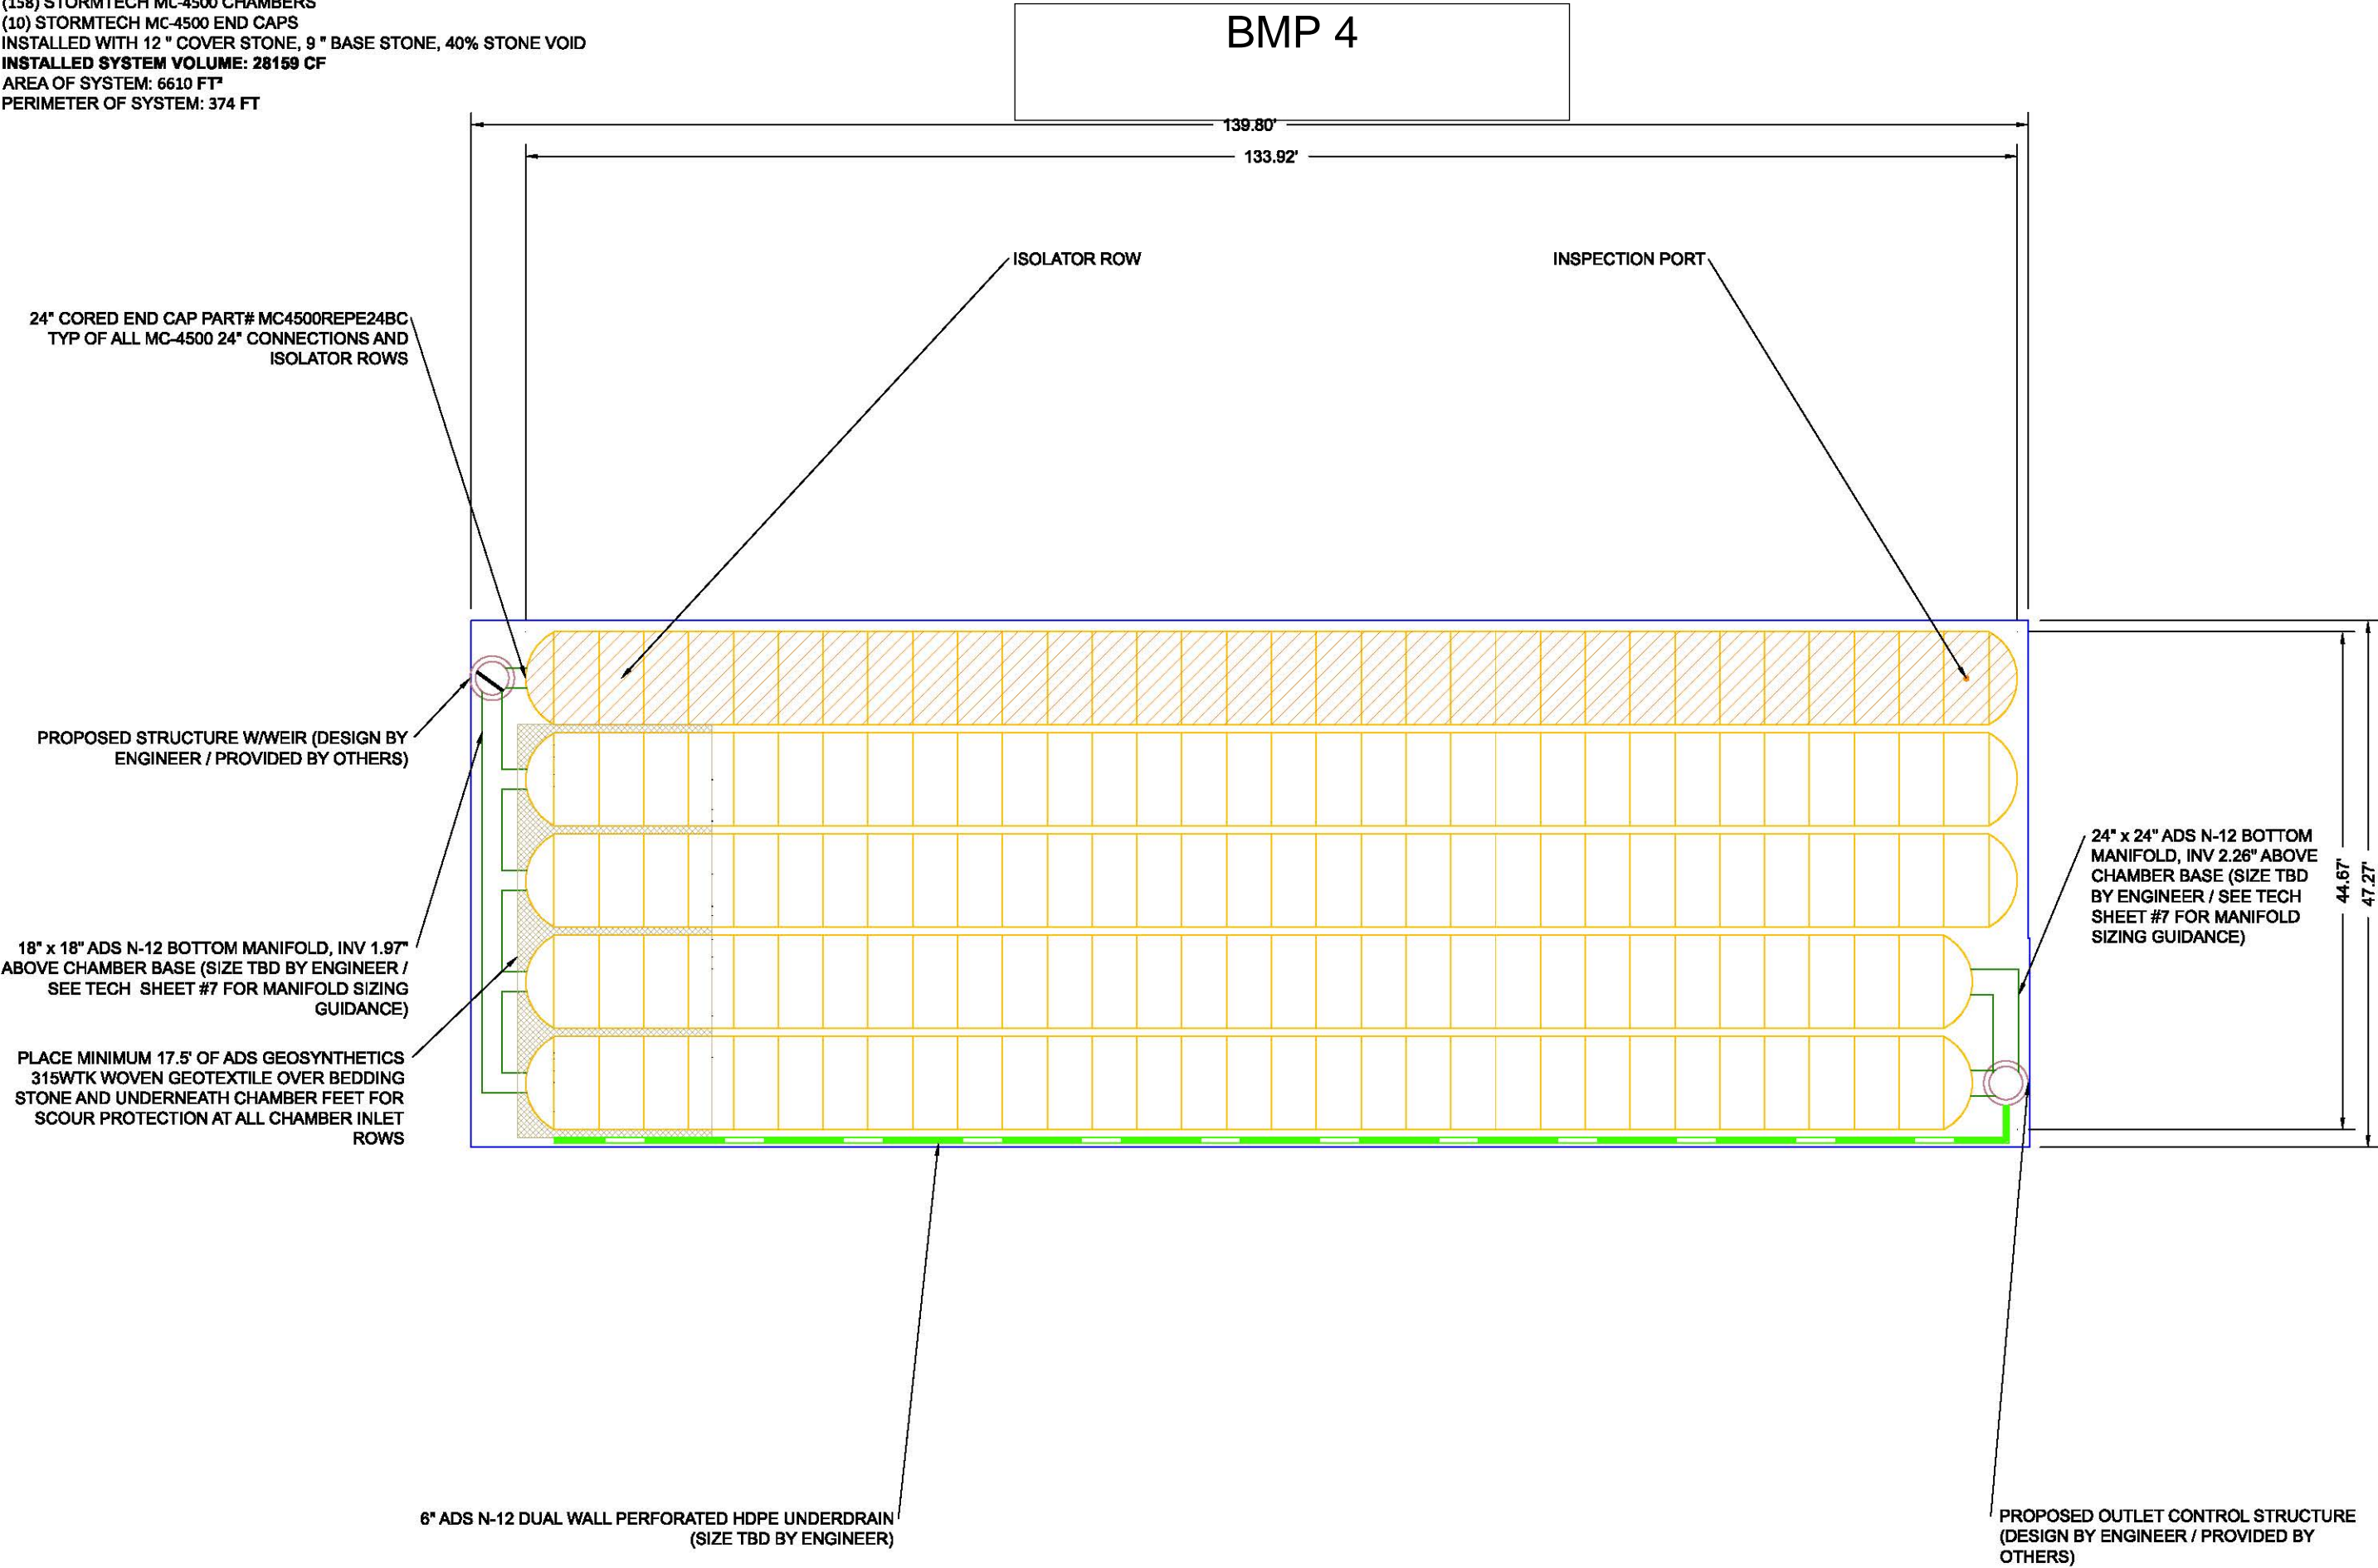 (158) STORMTECH MC-4500 CHAMBERS
(10) STORMTECH MC-4500 END CAPS
INSTALLED WITH 12 " COVER STONE, 9 " BASE STONE, 40% STONE VOID
INSTALLED SYSTEM VOLUME: 28159 CF
AREA OF SYSTEM: 6610 FT²
PERIMETER OF SYSTEM: 374 FT
BMP 4
139.80'
133.92'
ISOLATOR ROW
INSPECTION PORT
24" CORED END CAP PART# MC4500REPE24BC
TYP OF ALL MC-4500 24" CONNECTIONS AND
ISOLATOR ROWS
PROPOSED STRUCTURE W/WEIR (DESIGN BY
ENGINEER / PROVIDED BY OTHERS)
18" x 18" ADS N-12 BOTTOM MANIFOLD, INV 1.97"
ABOVE CHAMBER BASE (SIZE TBD BY ENGINEER /
SEE TECH SHEET #7 FOR MANIFOLD SIZING
GUIDANCE)
PLACE MINIMUM 17.5' OF ADS GEOSYNTHETICS
315WTK WOVEN GEOTEXTILE OVER BEDDING
STONE AND UNDERNEATH CHAMBER FEET FOR
SCOUR PROTECTION AT ALL CHAMBER INLET
ROWS
24" x 24" ADS N-12 BOTTOM
MANIFOLD, INV 2.26" ABOVE
CHAMBER BASE (SIZE TBD
BY ENGINEER / SEE TECH
SHEET #7 FOR MANIFOLD
SIZING GUIDANCE)
44.67'
47.27'
6" ADS N-12 DUAL WALL PERFORATED HDPE UNDERDRAIN
(SIZE TBD BY ENGINEER)
PROPOSED OUTLET CONTROL STRUCTURE
(DESIGN BY ENGINEER / PROVIDED BY
OTHERS)